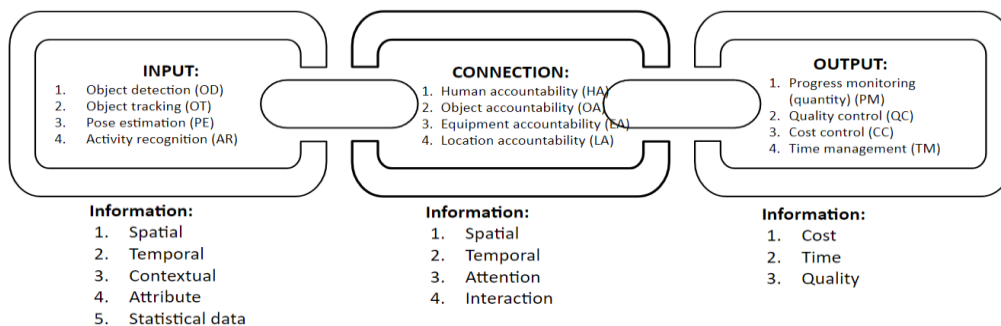 INPUT:
1. Object detection (OD)
2. Object tracking (OT)
3. Pose estimation (PE)
4. Activity recognition (AR)
CONNECTION:
1. Human accountability (HA)
2. Object accountability (OA)
3. Equipment accountability (EA)
4. Location accountability (LA)
OUTPUT:
1. Progress monitoring
(quantity) (PM)
2. Quality control (QC)
3. Cost control (CC)
4. Time management (TM)
Information:
1. Spatial
2. Temporal
3. Contextual
4. Attribute
5. Statistical data
Information:
1. Spatial
2. Temporal
3. Attention
4. Interaction
Information:
1. Cost
2. Time
3. Quality